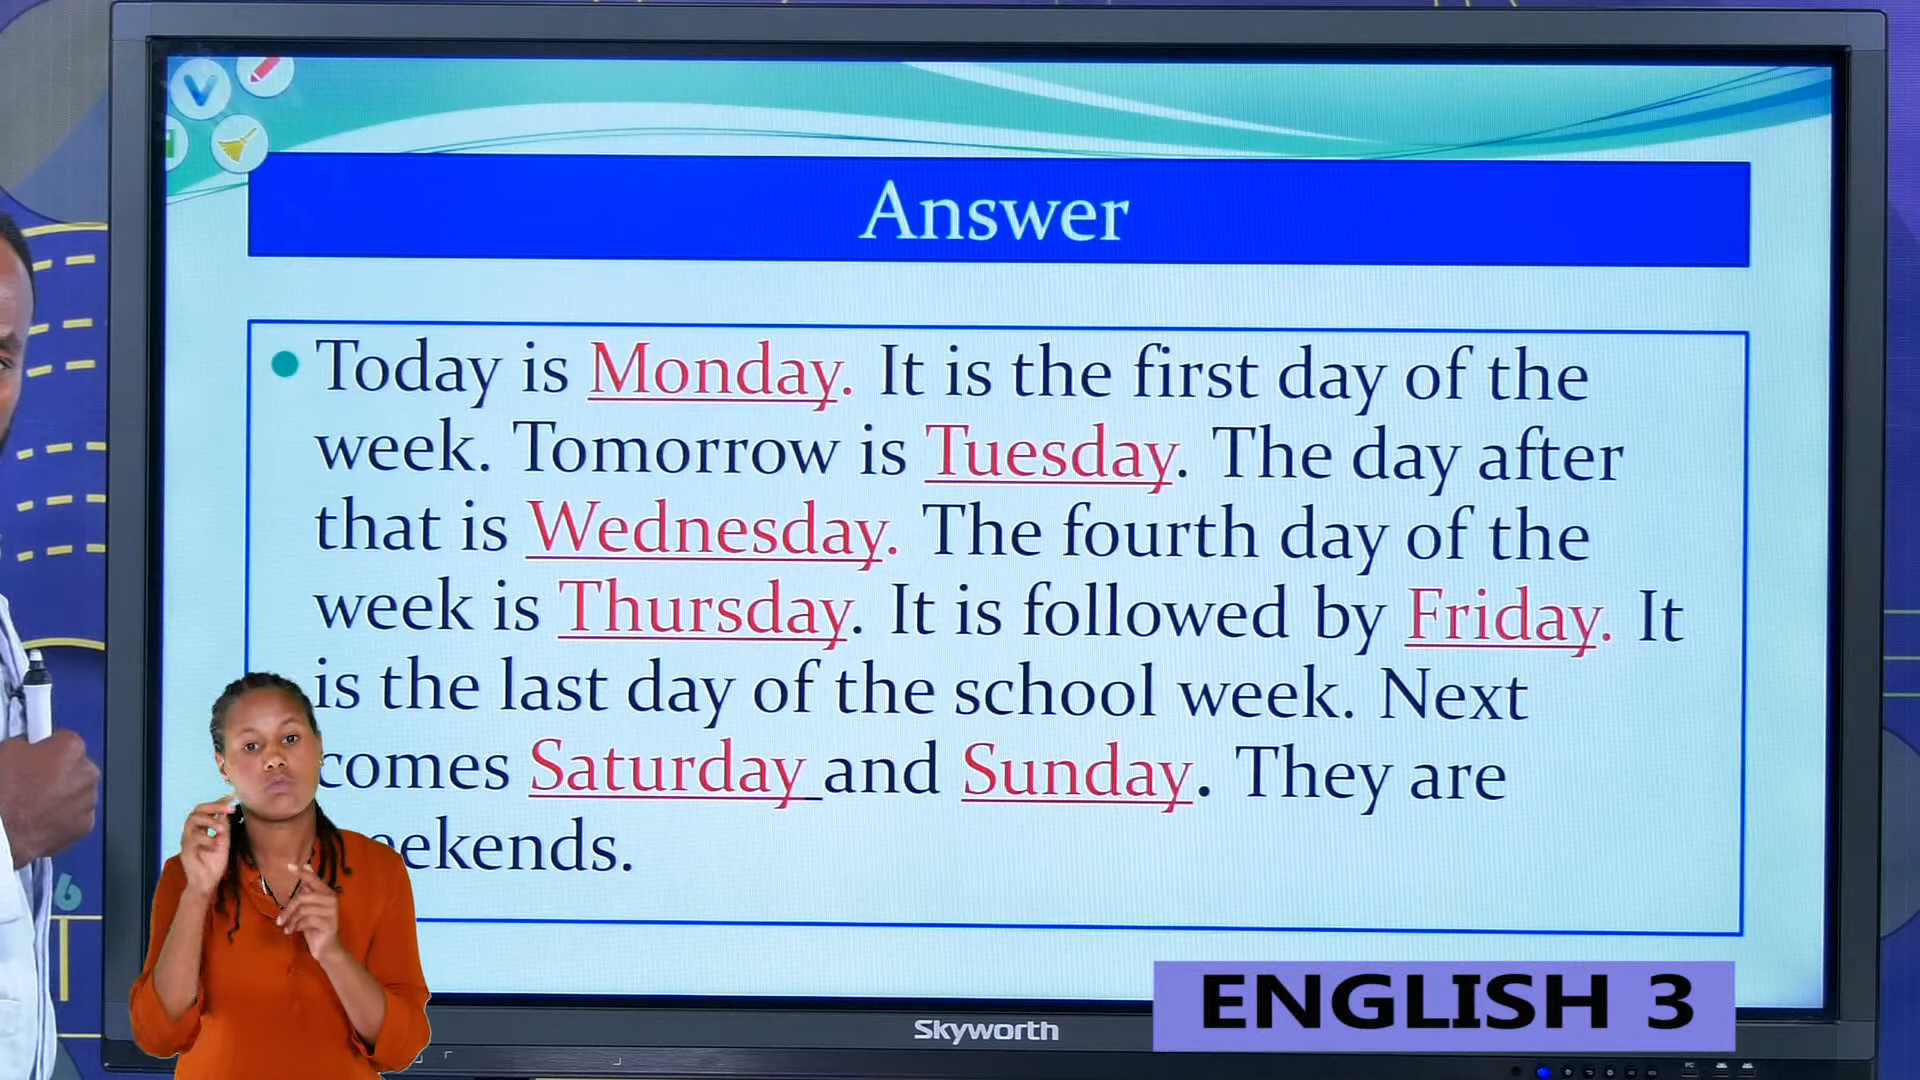 Answer
Today is Monday. It is the first day of the
week. Tomorrow is Tuesday. The day after
that is Wednesday. The fourth day of the
week is Thursday. It is followed by Friday. It
is the last day of the school week. Next
comes Saturday and Sunday. They are
eekends.
ENGLISH 3
Skyworth
6